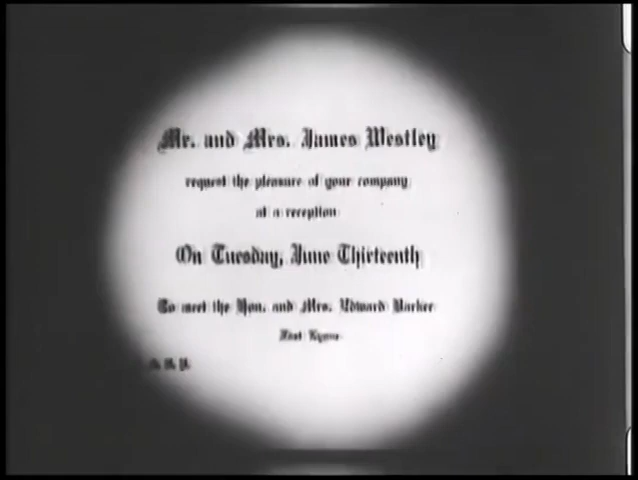 Mr. and Mrs. James Westley
request the pleasure of your company
at a reception
On Tuesday, June Thirteenth
To meet the Hon. and Mrs. Edward